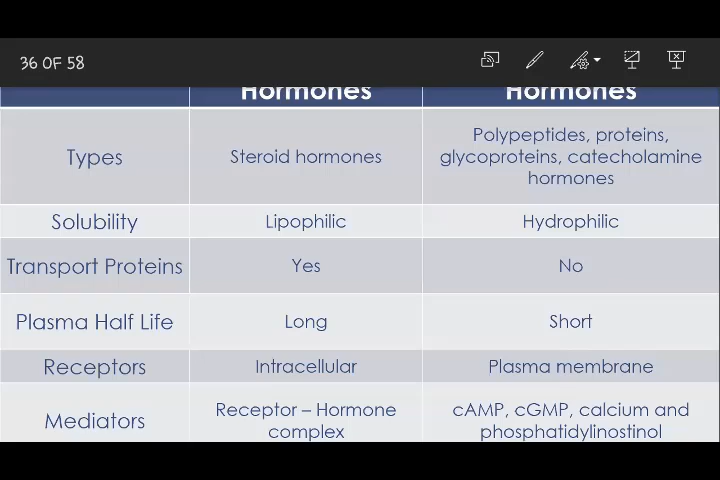 36 OF 58
Hormones
Hormones
Types
Steroid hormones
Polypeptides, proteins,
glycoproteins, catecholamine
hormones
Solubility
Lipophilic
Hydrophilic
Transport Proteins
Yes
No
Plasma Half Life
Long
Short
Receptors
Intracellular
Plasma membrane
Mediators
Receptor – Hormone
complex
cAMP, cGMP, calcium and
phosphatidylinostinol